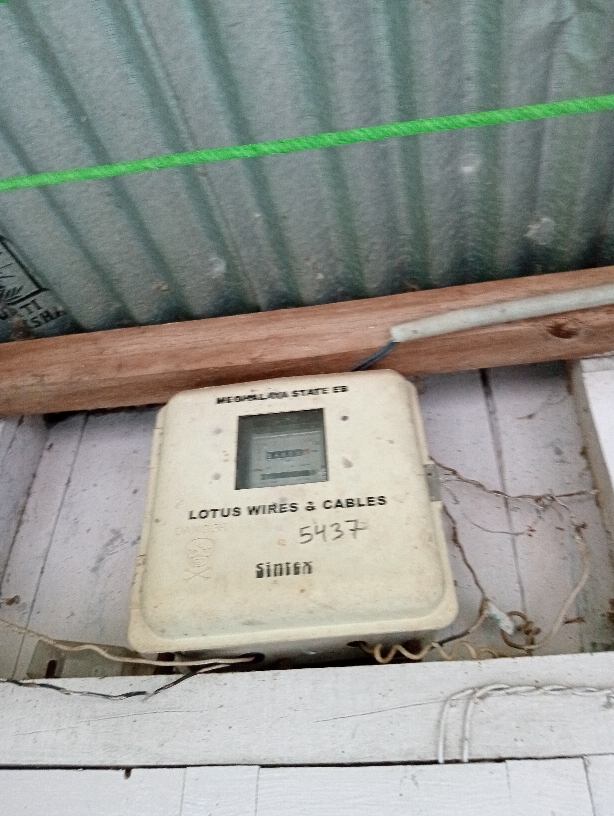 MEGHALAYA STATE EB
LOTUS WIRES & CABLES
5437
Sintex